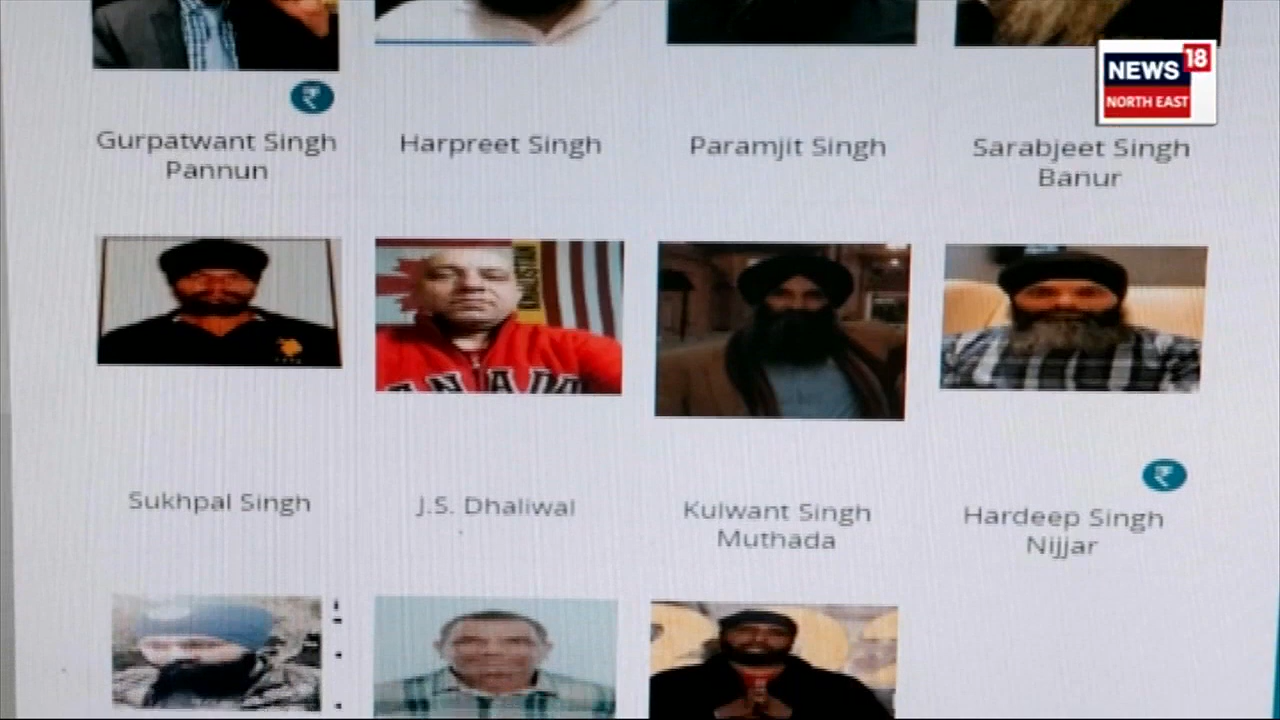 NEWS 18
NORTH EAST
₹
Gurpatwant Singh
Pannun
Harpreet Singh
Paramjit Singh
Sarabjeet Singh
Banur
CANADA
₹
Sukhpal Singh
J.S. Dhaliwal
Kulwant Singh
Muthada
Hardeep Singh
Nijjar